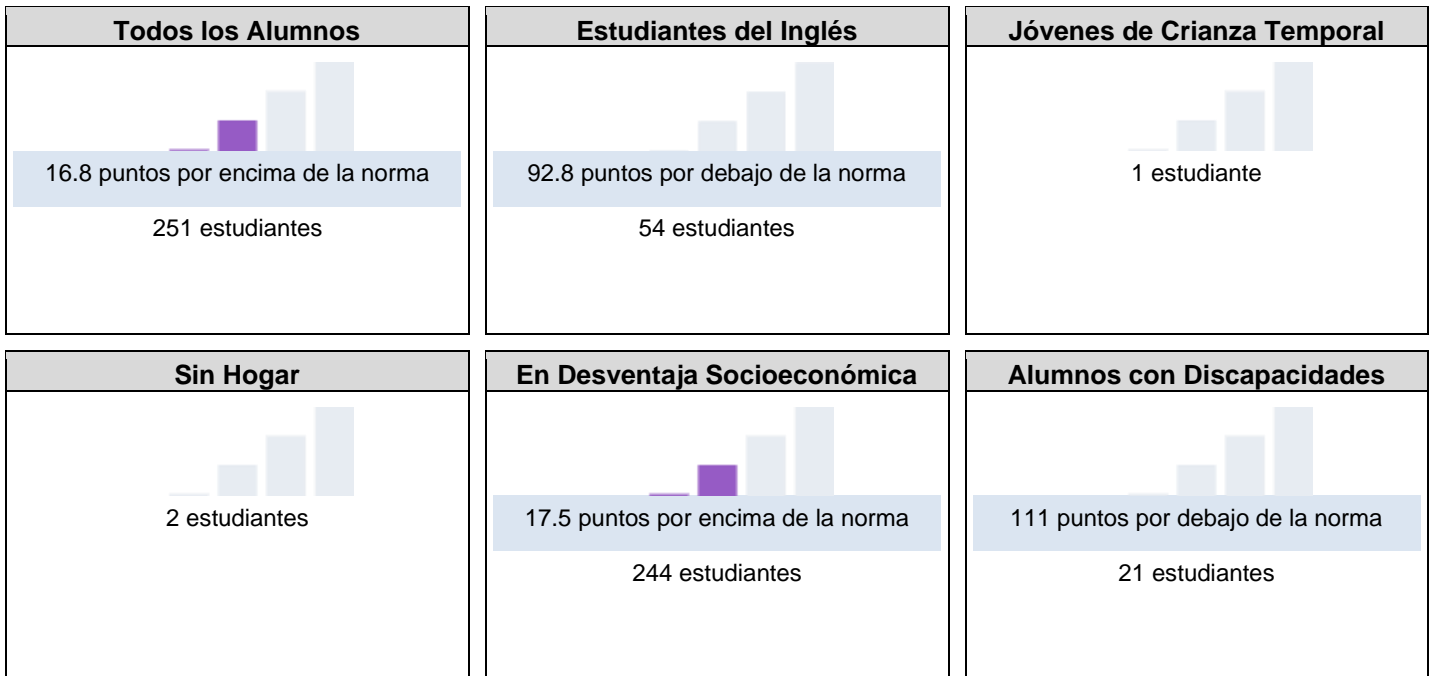 Todos los Alumnos
16.8 puntos por encima de la norma
251 estudiantes
Estudiantes del Inglés
92.8 puntos por debajo de la norma
54 estudiantes
Jóvenes de Crianza Temporal
1 estudiante
Sin Hogar
2 estudiantes
En Desventaja Socioeconómica
17.5 puntos por encima de la norma
244 estudiantes
Alumnos con Discapacidades
111 puntos por debajo de la norma
21 estudiantes